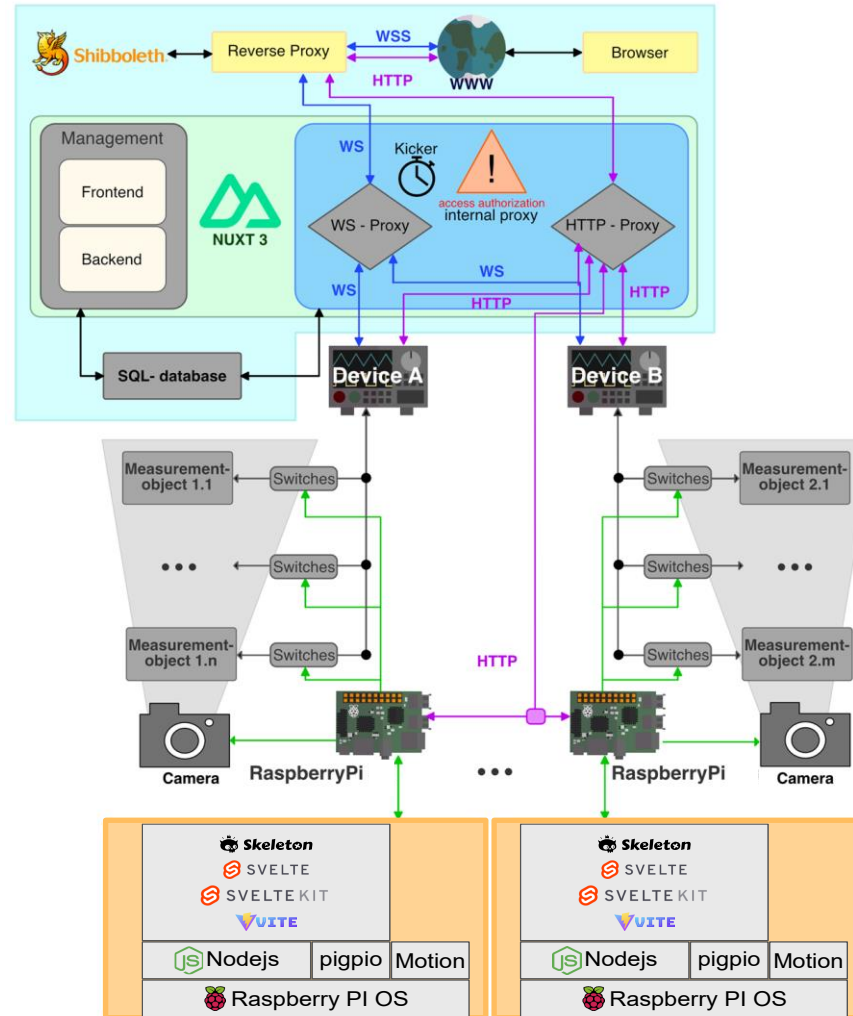 Shibboleth.
Reverse Proxy
WSS
HTTP
WWW
Browser
Management
Frontend
Backend
NUXT 3
WS
Kicker
!
access authorization
internal proxy
WS - Proxy
HTTP - Proxy
WS
WS
HTTP
HTTP
SQL- database
Device A
Device B
Measurement-
object 1.1
Switches
Switches
Measurement-
object 2.1
•••
Switches
Switches
•••
Measurement-
object 1.n
Switches
HTTP
Switches
Measurement-
object 2.m
Camera
RaspberryPi
•••
RaspberryPi
Camera
Skeleton
SVELTE
SVELTEKIT
VITE
JS Nodejs
pigpio
Motion
Raspberry PI OS
Skeleton
SVELTE
SVELTEKIT
VITE
JS Nodejs
pigpio
Motion
Raspberry PI OS